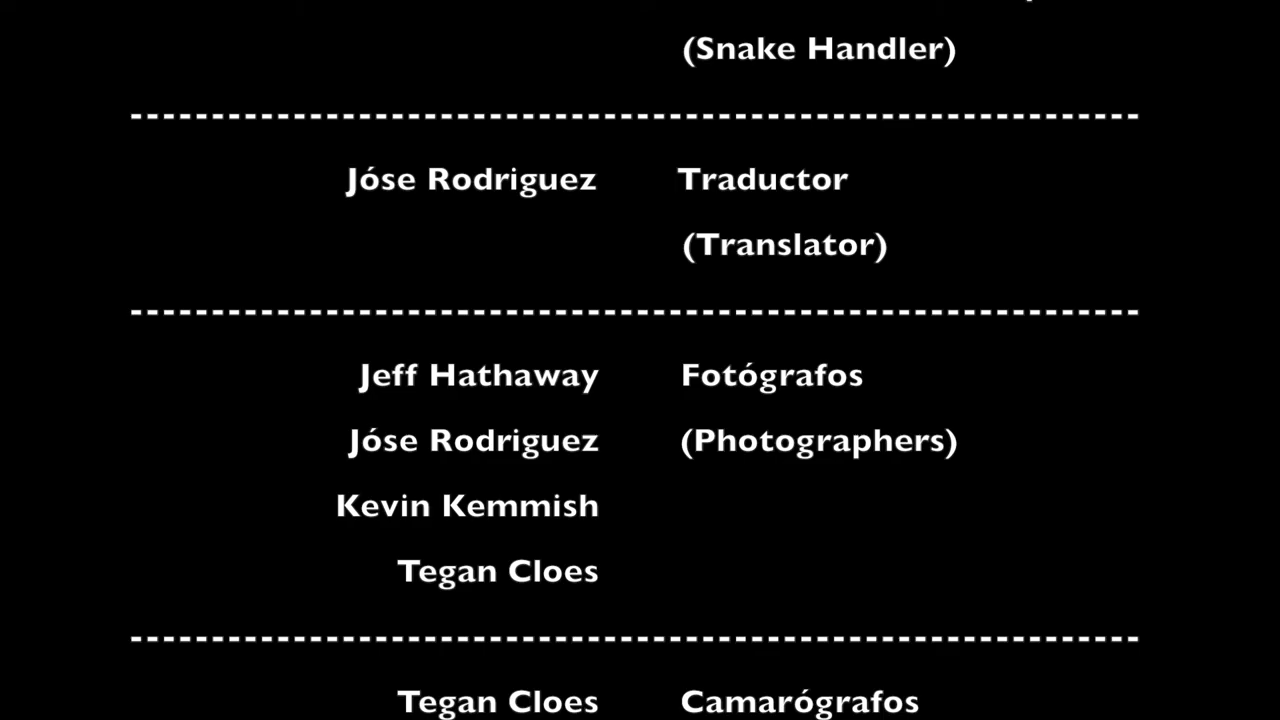 (Snake Handler)
Jóse Rodriguez Traductor
(Translator)
Jeff Hathaway Fotógrafos
Jóse Rodriguez (Photographers)
Kevin Kemmish
Tegan Cloes
Tegan Cloes Camarógrafos